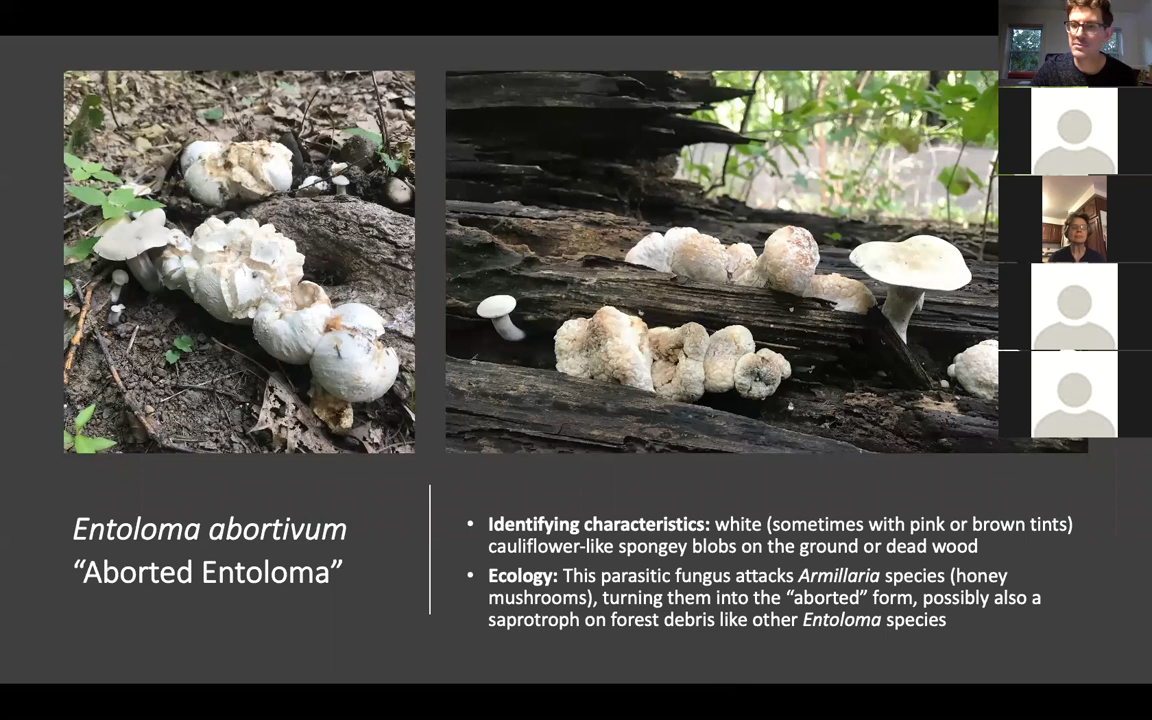 Entoloma abortivum
“Aborted Entoloma”
• Identifying characteristics: white (sometimes with pink or brown tints)
cauliflower-like spongey blobs on the ground or dead wood
• Ecology: This parasitic fungus attacks Armillaria species (honey
mushrooms), turning them into the “aborted” form, possibly also a
saprotroph on forest debris like other Entoloma species